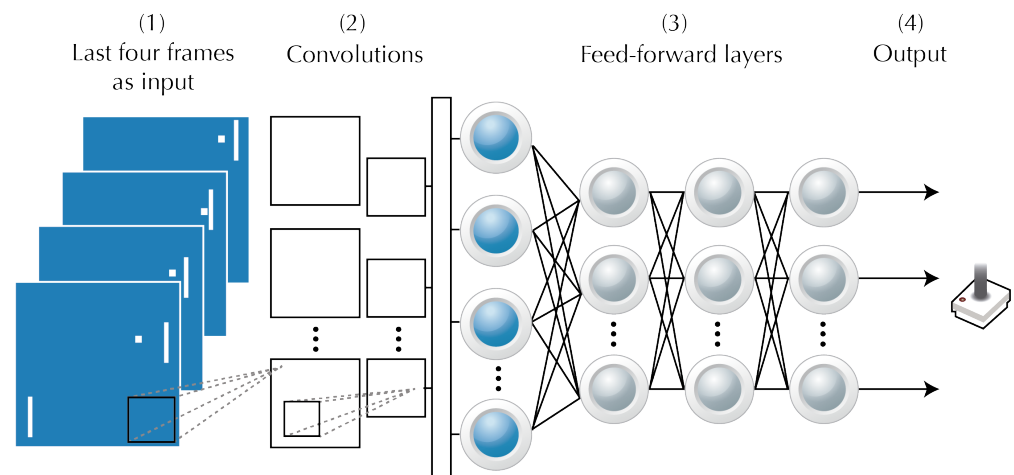 (1)
Last four frames
as input
(2)
Convolutions
(3)
Feed-forward layers
(4)
Output